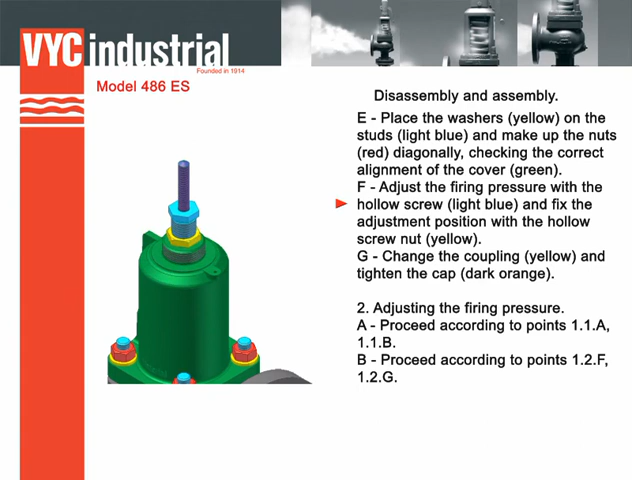 VYC industrial
Founded in 1914
Model 486 ES
Disassembly and assembly.
E - Place the washers (yellow) on the
studs (light blue) and make up the nuts
(red) diagonally, checking the correct
alignment of the cover (green).
F - Adjust the firing pressure with the
hollow screw (light blue) and fix the
adjustment position with the hollow
screw nut (yellow).
G - Change the coupling (yellow) and
tighten the cap (dark orange).
2. Adjusting the firing pressure.
A - Proceed according to points 1.1.A,
1.1.B.
B - Proceed according to points 1.2.F,
1.2.G.